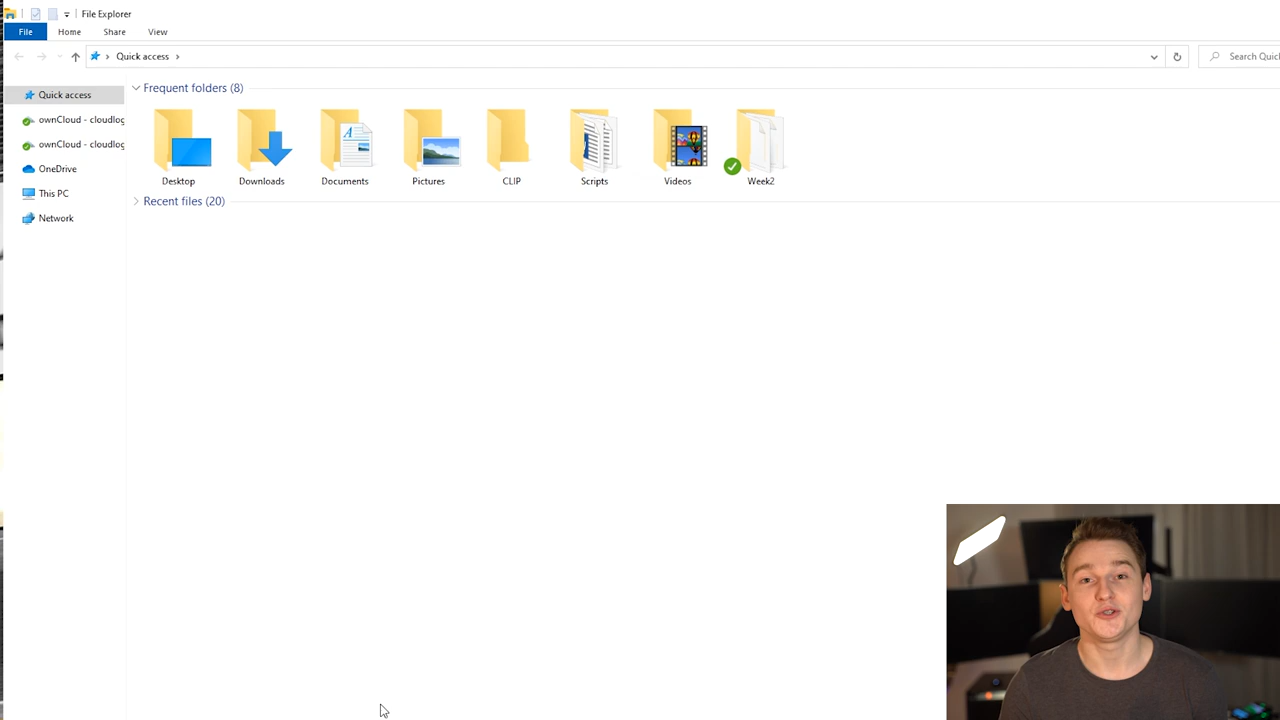 File Explorer
File Home Share View
Quick access
Search Quic
Quick access
ownCloud - cloudlog
ownCloud - cloudlog
OneDrive
This PC
Network
Frequent folders (8)
Desktop Downloads Documents Pictures CLIP Scripts Videos Week2
Recent files (20)